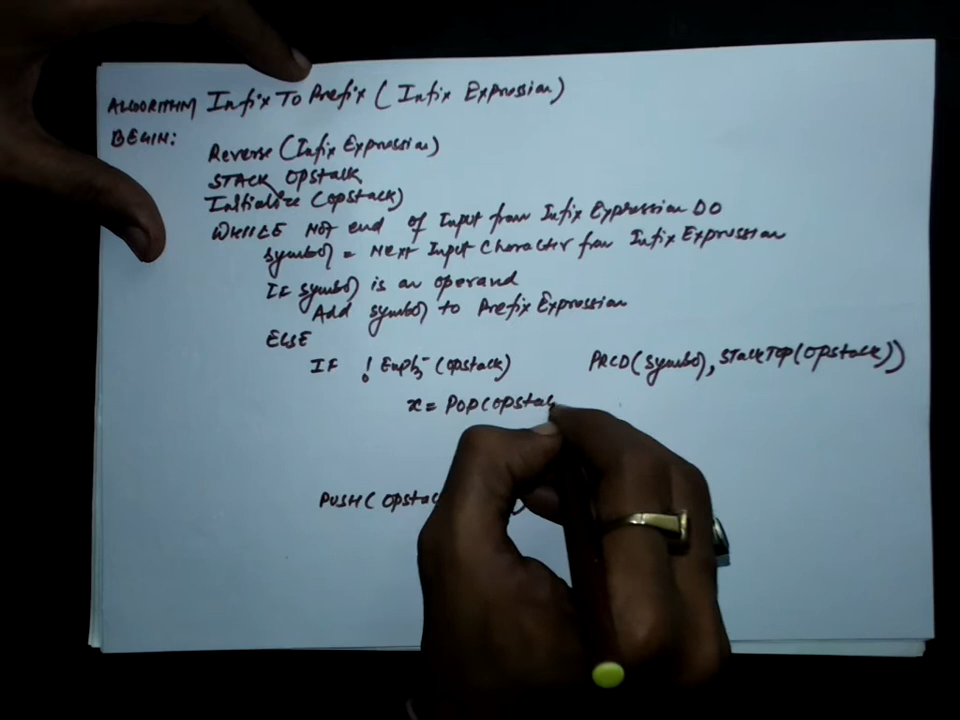 ALGORITHM Infix To Prefix ( Infix Expression)
BEGIN:
Reverse (Infix Expression)
STACK OpStack
Initialize (opstack)
WHILE Not end of Input from Infix Expression DO
Symbol = Next Input Character from Infix Expression
IF symbol is an operand
Add symbol to Prefix Expression
ELSE
IF ! Empty (opstack) PRCD(Symbol), StackTop(Opstack))
x = POP(opstac
PUSH( Opstac